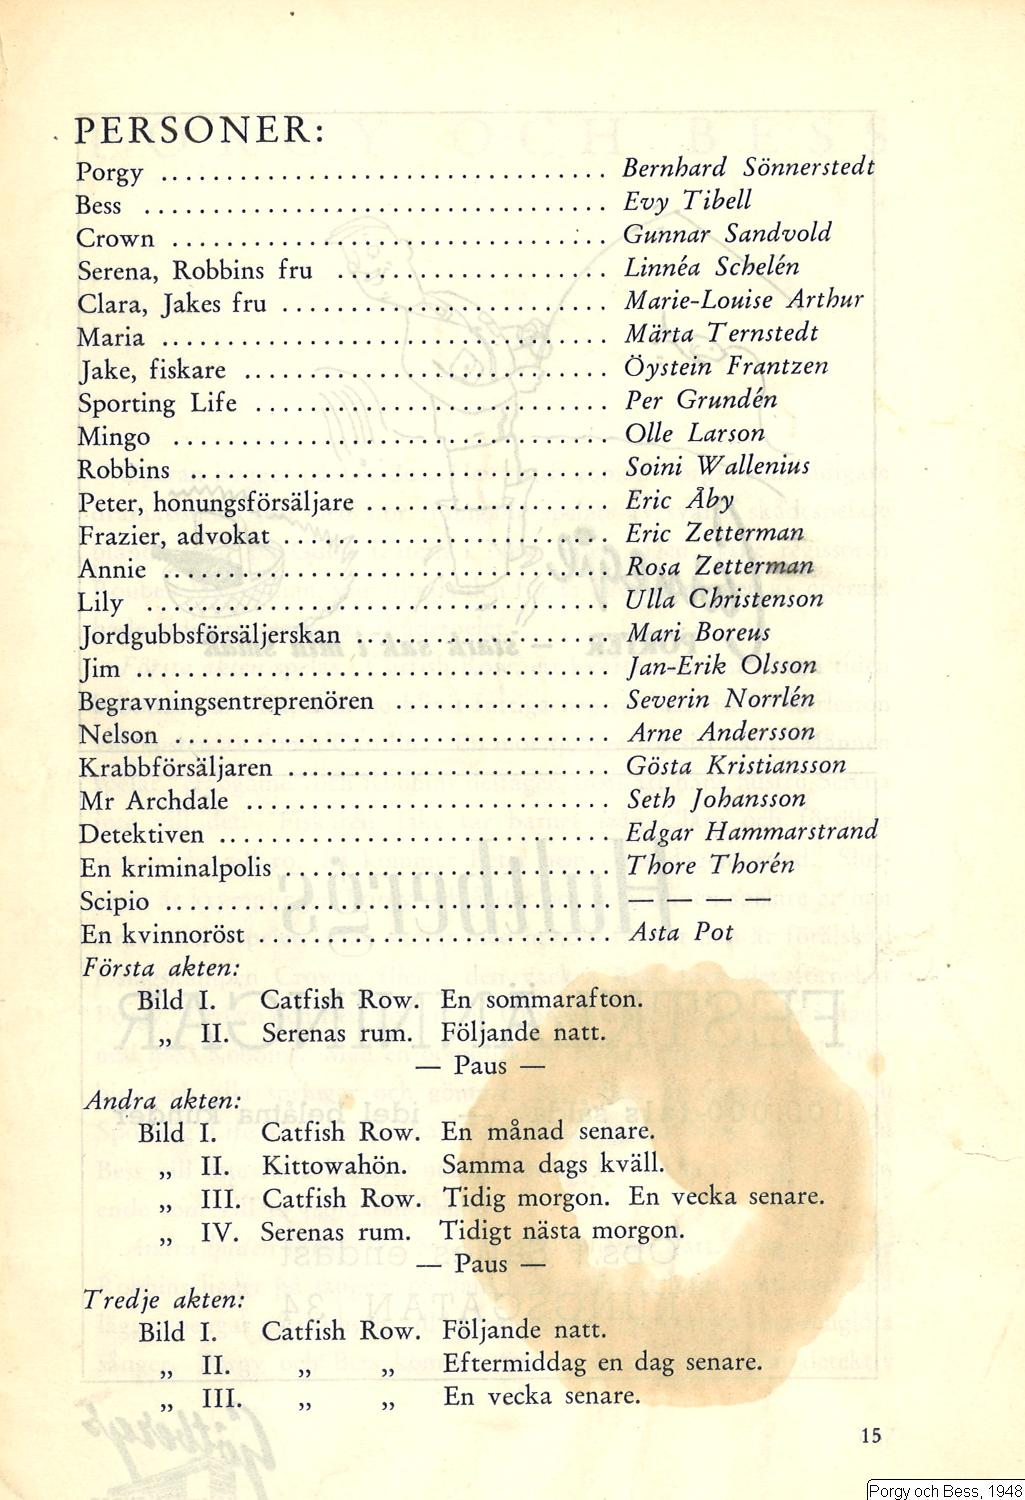 PERSONER:
Porgy .................................. Bernhard Sönnerstedt
Bess .................................... Evy Tibell
Crown .................................. Gunnar Sandvold
Serena, Robbins fru ..................... Linnéa Schelén
Clara, Jakes fru .......................... Marie-Louise Arthur
Maria ................................... Märta Ternstedt
Jake, fiskare ............................ Öystein Frantzen
Sporting Life ........................... Per Grundén
Mingo .................................. Olle Larson
Robbins ................................ Soini Wallenius
Peter, honungsförsäljare ................... Eric Åby
Frazier, advokat ......................... Eric Zetterman
Annie ................................... Rosa Zetterman
Lily .................................... Ulla Christenson
Jordgubbsförsäljerskan .................... Mari Boreus
Jim ..................................... Jan-Erik Olsson
Begravningsentreprenören ................. Severin Norrlén
Nelson .................................. Arne Andersson
Krabbförsäljaren ......................... Gösta Kristiansson
Mr Archdale ............................ Seth Johansson
Detektiven .............................. Edgar Hammarstrand
En kriminalpolis ......................... Thore Thorén
Scipio ................................... — — — —
En kvinnoröst ........................... Asta Pot
Första akten:
Bild I. Catfish Row. En sommarafton.
„ II. Serenas rum. Följande natt.
— Paus —
Andra akten:
Bild I. Catfish Row. En månad senare.
„ II. Kittowahön. Samma dags kväll.
„ III. Catfish Row. Tidig morgon. En vecka senare.
„ IV. Serenas rum. Tidigt nästa morgon.
— Paus —
Tredje akten:
Bild I. Catfish Row. Följande natt.
„ II. „ „ Eftermiddag en dag senare.
„ III. „ „ En vecka senare.
15
Porgy och Bess, 1948